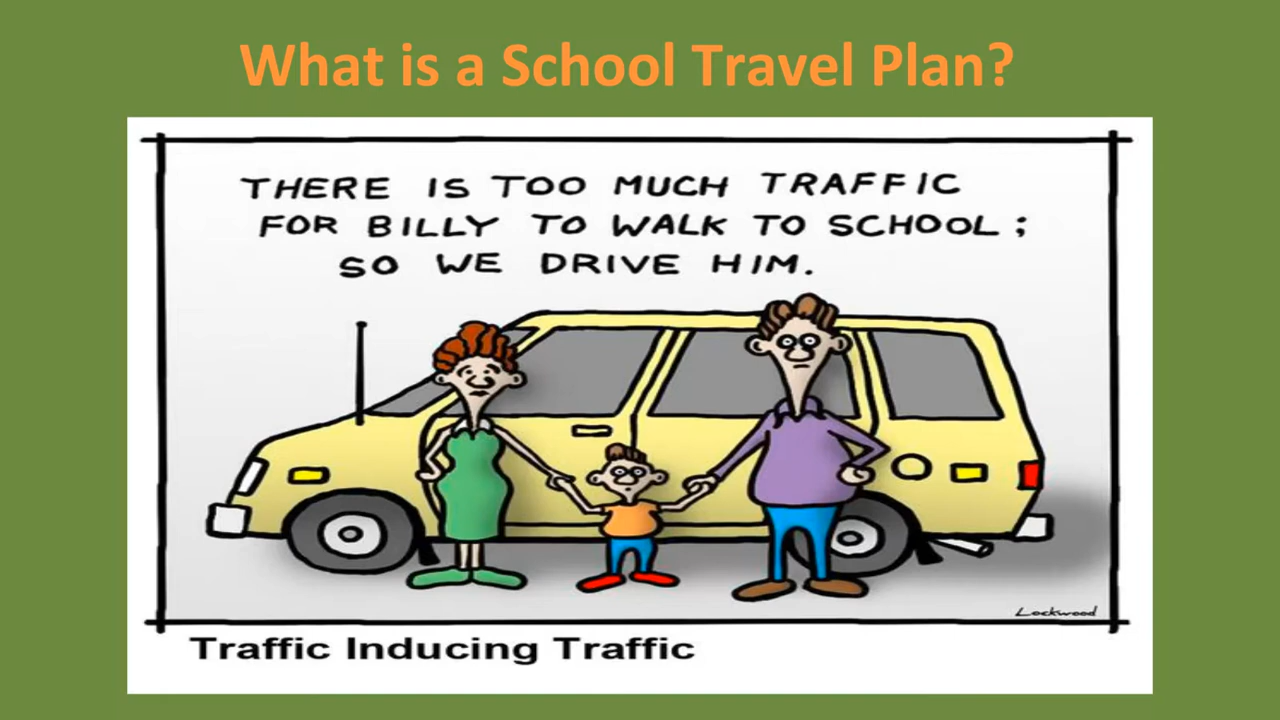 What is a School Travel Plan?
THERE IS TOO MUCH TRAFFIC
FOR BILLY TO WALK TO SCHOOL;
SO WE DRIVE HIM.
Lockwood
Traffic Inducing Traffic